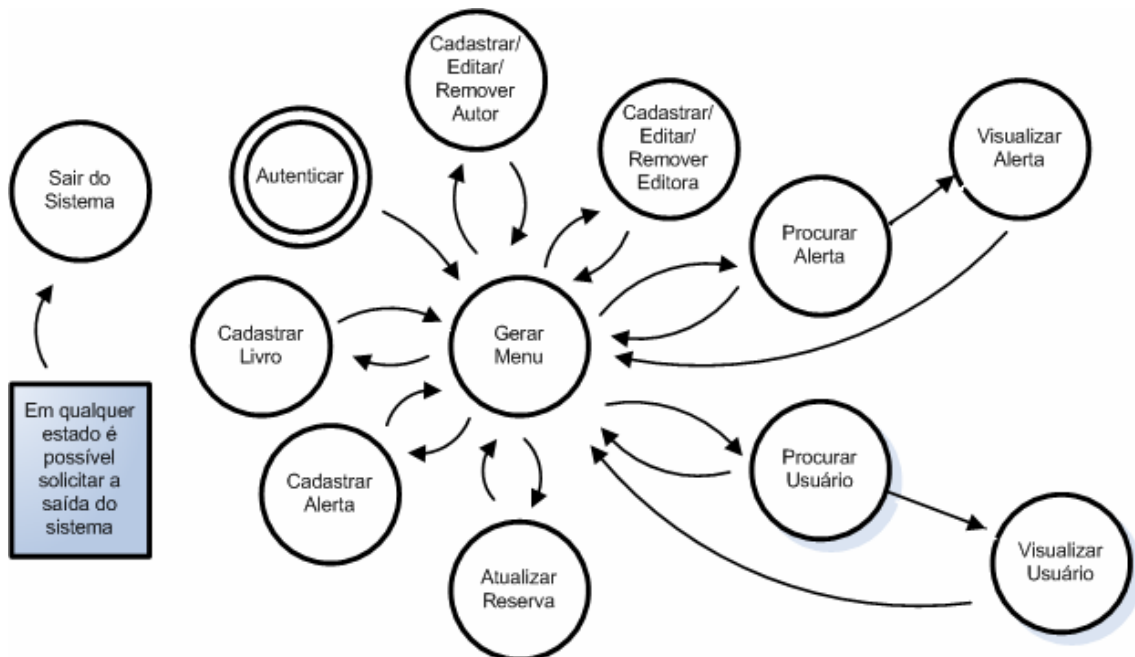 Cadastrar/
Editar/
Remover
Autor
Cadastrar/
Editar/
Remover
Editora
Visualizar
Alerta
Sair do
Sistema
Autenticar
Procurar
Alerta
Cadastrar
Livro
Gerar
Menu
Em qualquer
estado é
possível
solicitar a
saída do
sistema
Cadastrar
Alerta
Procurar
Usuário
Atualizar
Reserva
Visualizar
Usuário